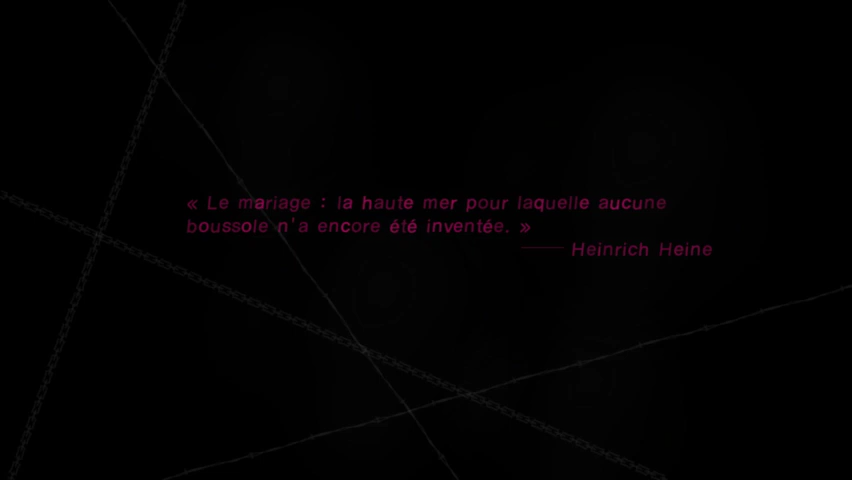 « Le mariage : la haute mer pour laquelle aucune
boussole n'a encore été inventée. »
Heinrich Heine